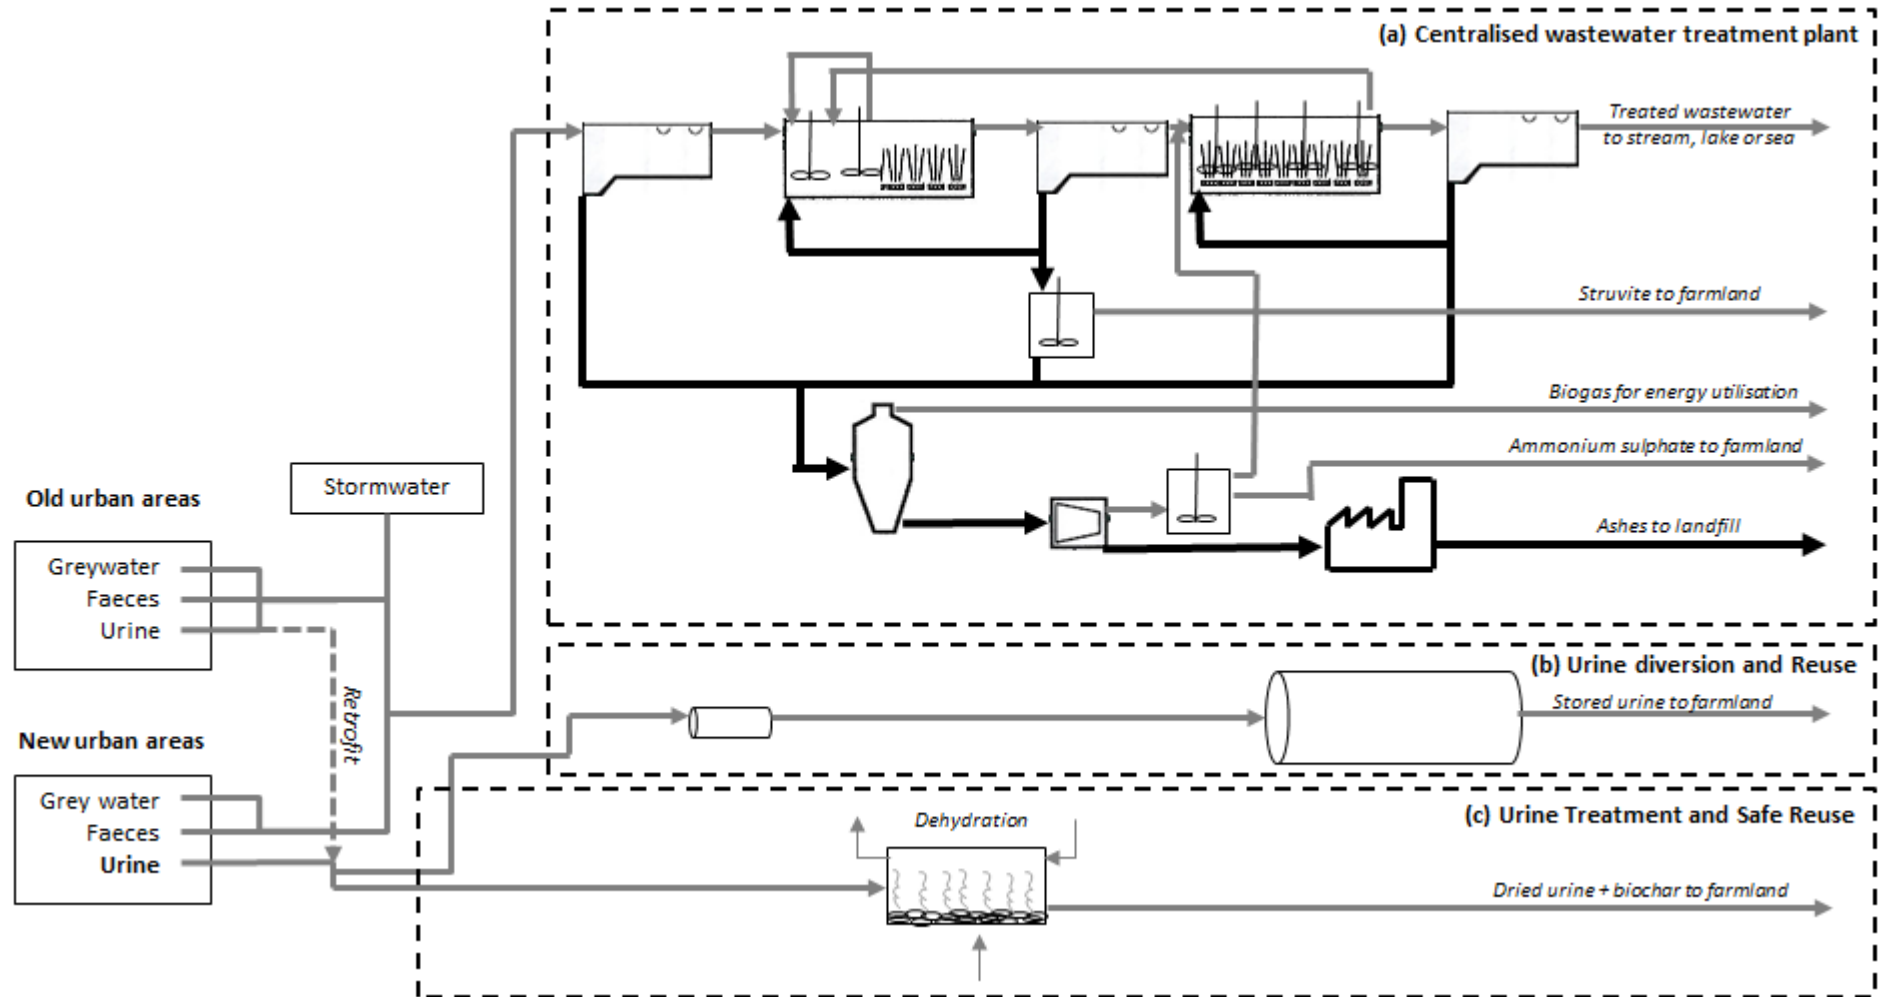 (a) Centralised wastewater treatment plant
Treated wastewater
to stream, lake or sea
Struvite to farmland
Biogas for energy utilisation
Ammonium sulphate to farmland
Ashes to landfill
Stormwater
Old urban areas
Greywater
Faeces
Urine
Retrofit
New urban areas
Grey water
Faeces
Urine
(b) Urine diversion and Reuse
Stored urine to farmland
(c) Urine Treatment and Safe Reuse
Dehydration
Dried urine + biochar to farmland